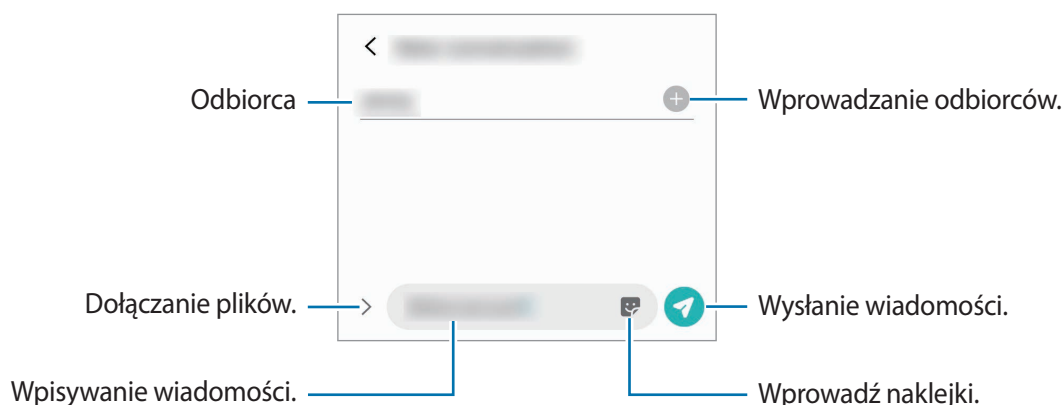 Odbiorca
Wprowadzanie odbiorców.
Dołączanie plików.
Wysłanie wiadomości.
Wpisywanie wiadomości.
Wprowadź naklejki.